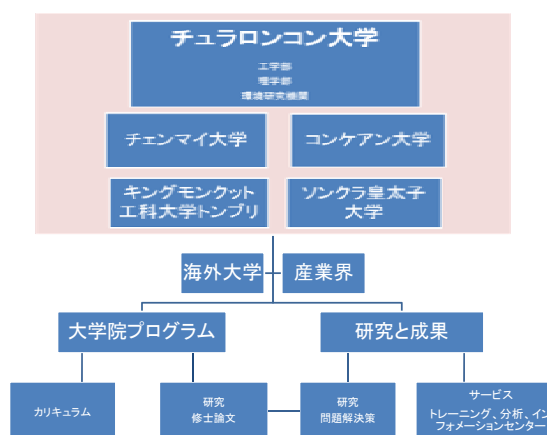 チュラロンコン大学
工学部
理学部
環境研究機関
チェンマイ大学
コンケアン大学
キングモンクット
工科大学トンブリ
ソンクラ皇太子
大学
海外大学
産業界
大学院プログラム
研究と成果
カリキュラム
研究
修士論文
研究
問題解決策
サービス
トレーニング、分析、イン
フォメーションセンター